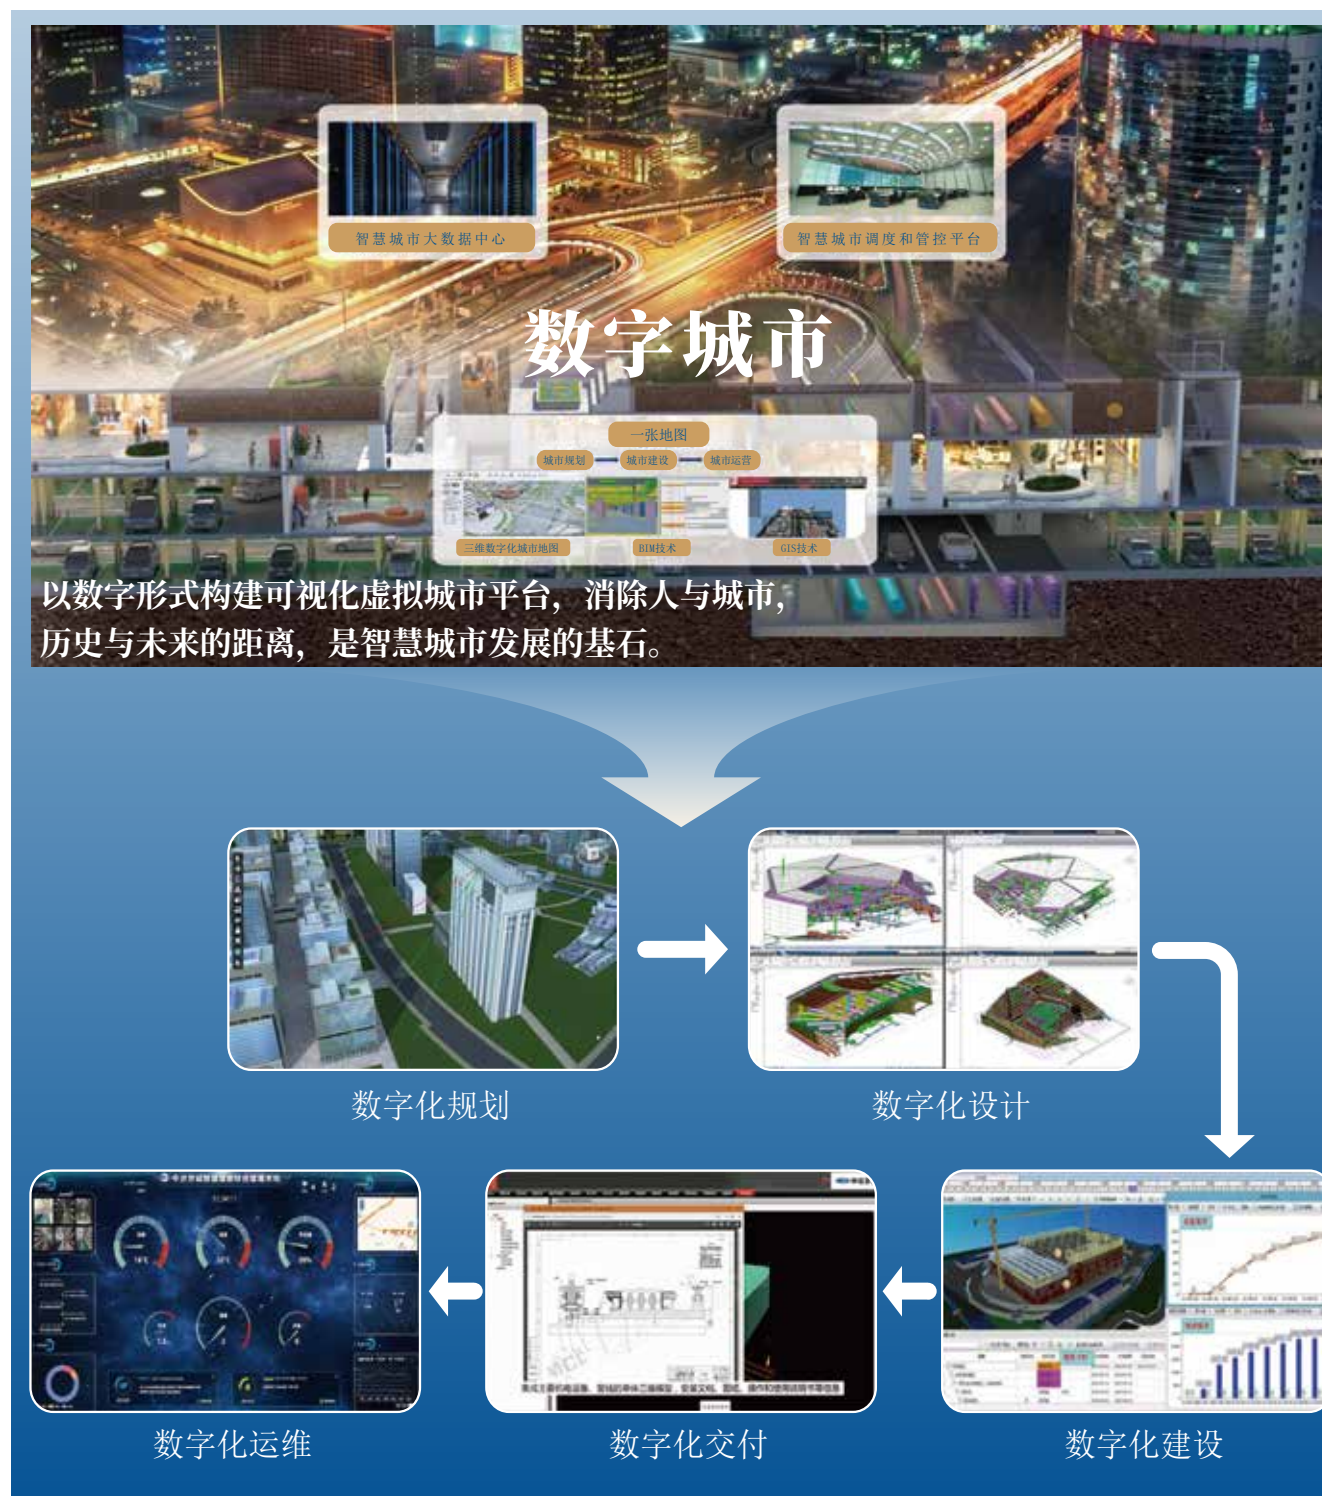 智慧城市大数据中心
智慧城市调度和管控平台
数字城市
一张地图
城市规划
城市建设
城市运营
三维数字化城市地图
BIM技术
GIS技术
以数字形式构建可视化虚拟城市平台，消除人与城市，
历史与未来的距离，是智慧城市发展的基石。
数字化规划
数字化设计
数字化运维
数字化交付
数字化建设